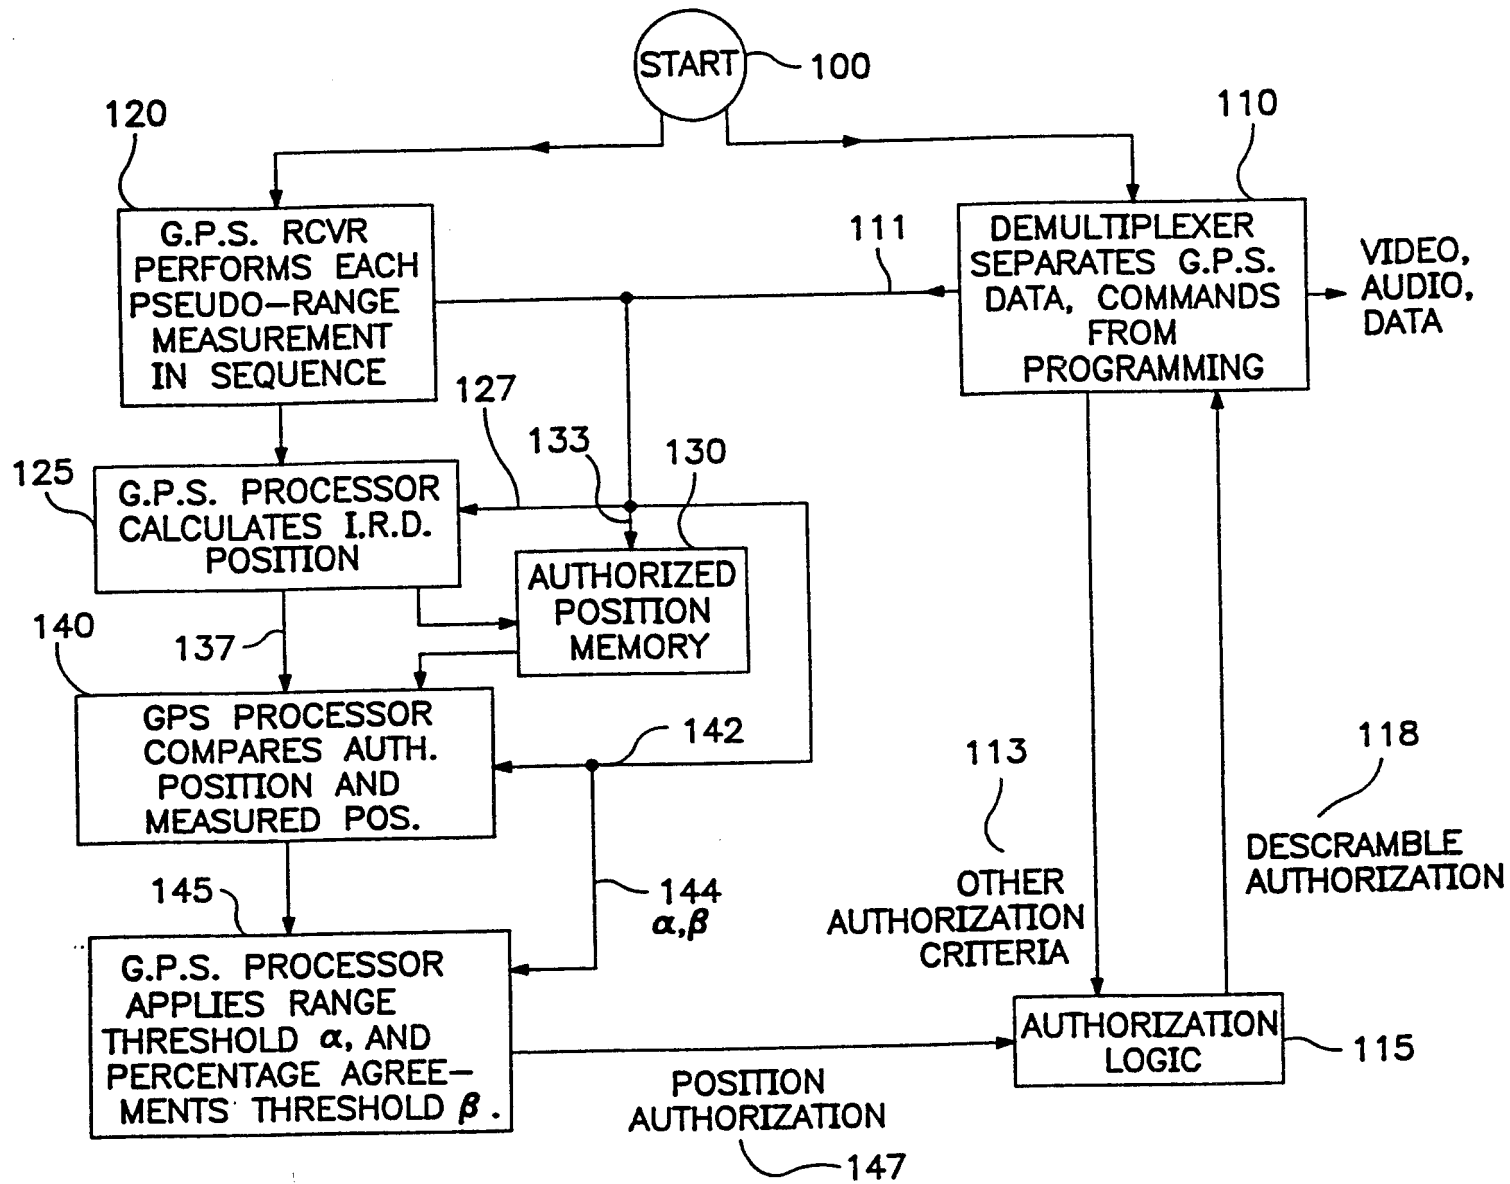 START
100
120
110
G.P.S. RCVR
PERFORMS EACH
PSEUDO-RANGE
MEASUREMENT
IN SEQUENCE
111
DEMULTIPLEXER
SEPARATES G.P.S.
DATA, COMMANDS
FROM
PROGRAMMING
VIDEO,
AUDIO,
DATA
127
133
130
125
G.P.S. PROCESSOR
CALCULATES I.R.D.
POSITION
AUTHORIZED
POSITION
MEMORY
140
137
GPS PROCESSOR
COMPARES AUTH.
POSITION AND
MEASURED POS.
142
113
118
OTHER
AUTHORIZATION
CRITERIA
DESCRAMBLE
AUTHORIZATION
145
144
α,β
G.P.S. PROCESSOR
APPLIES RANGE
THRESHOLD α, AND
PERCENTAGE AGREE-
MENTS THRESHOLD β.
AUTHORIZATION
LOGIC
115
POSITION
AUTHORIZATION
147